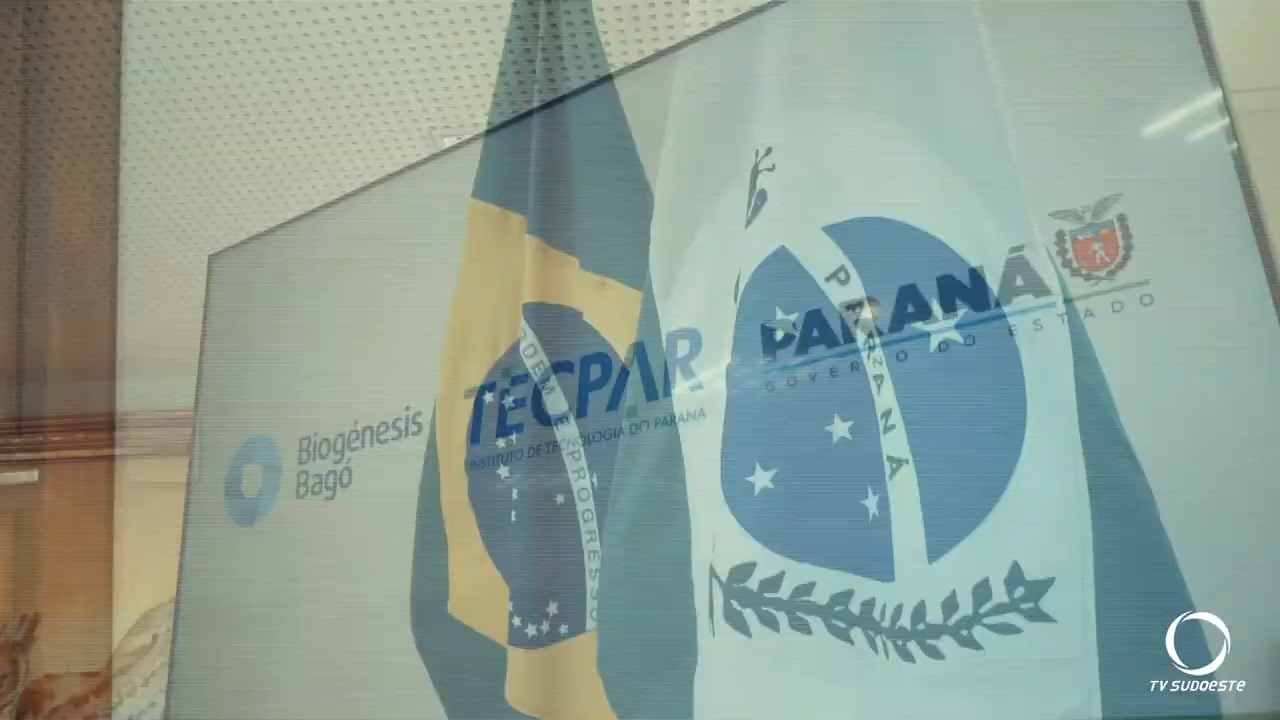 Biogénesis
Bagó
TECPAR
INSTITUTO DE TECNOLOGIA DO PARANÁ
PARANÁ
GOVERNO DO ESTADO
ORDEM E PROGRESSO
PARANÁ
TV SUDOESTE